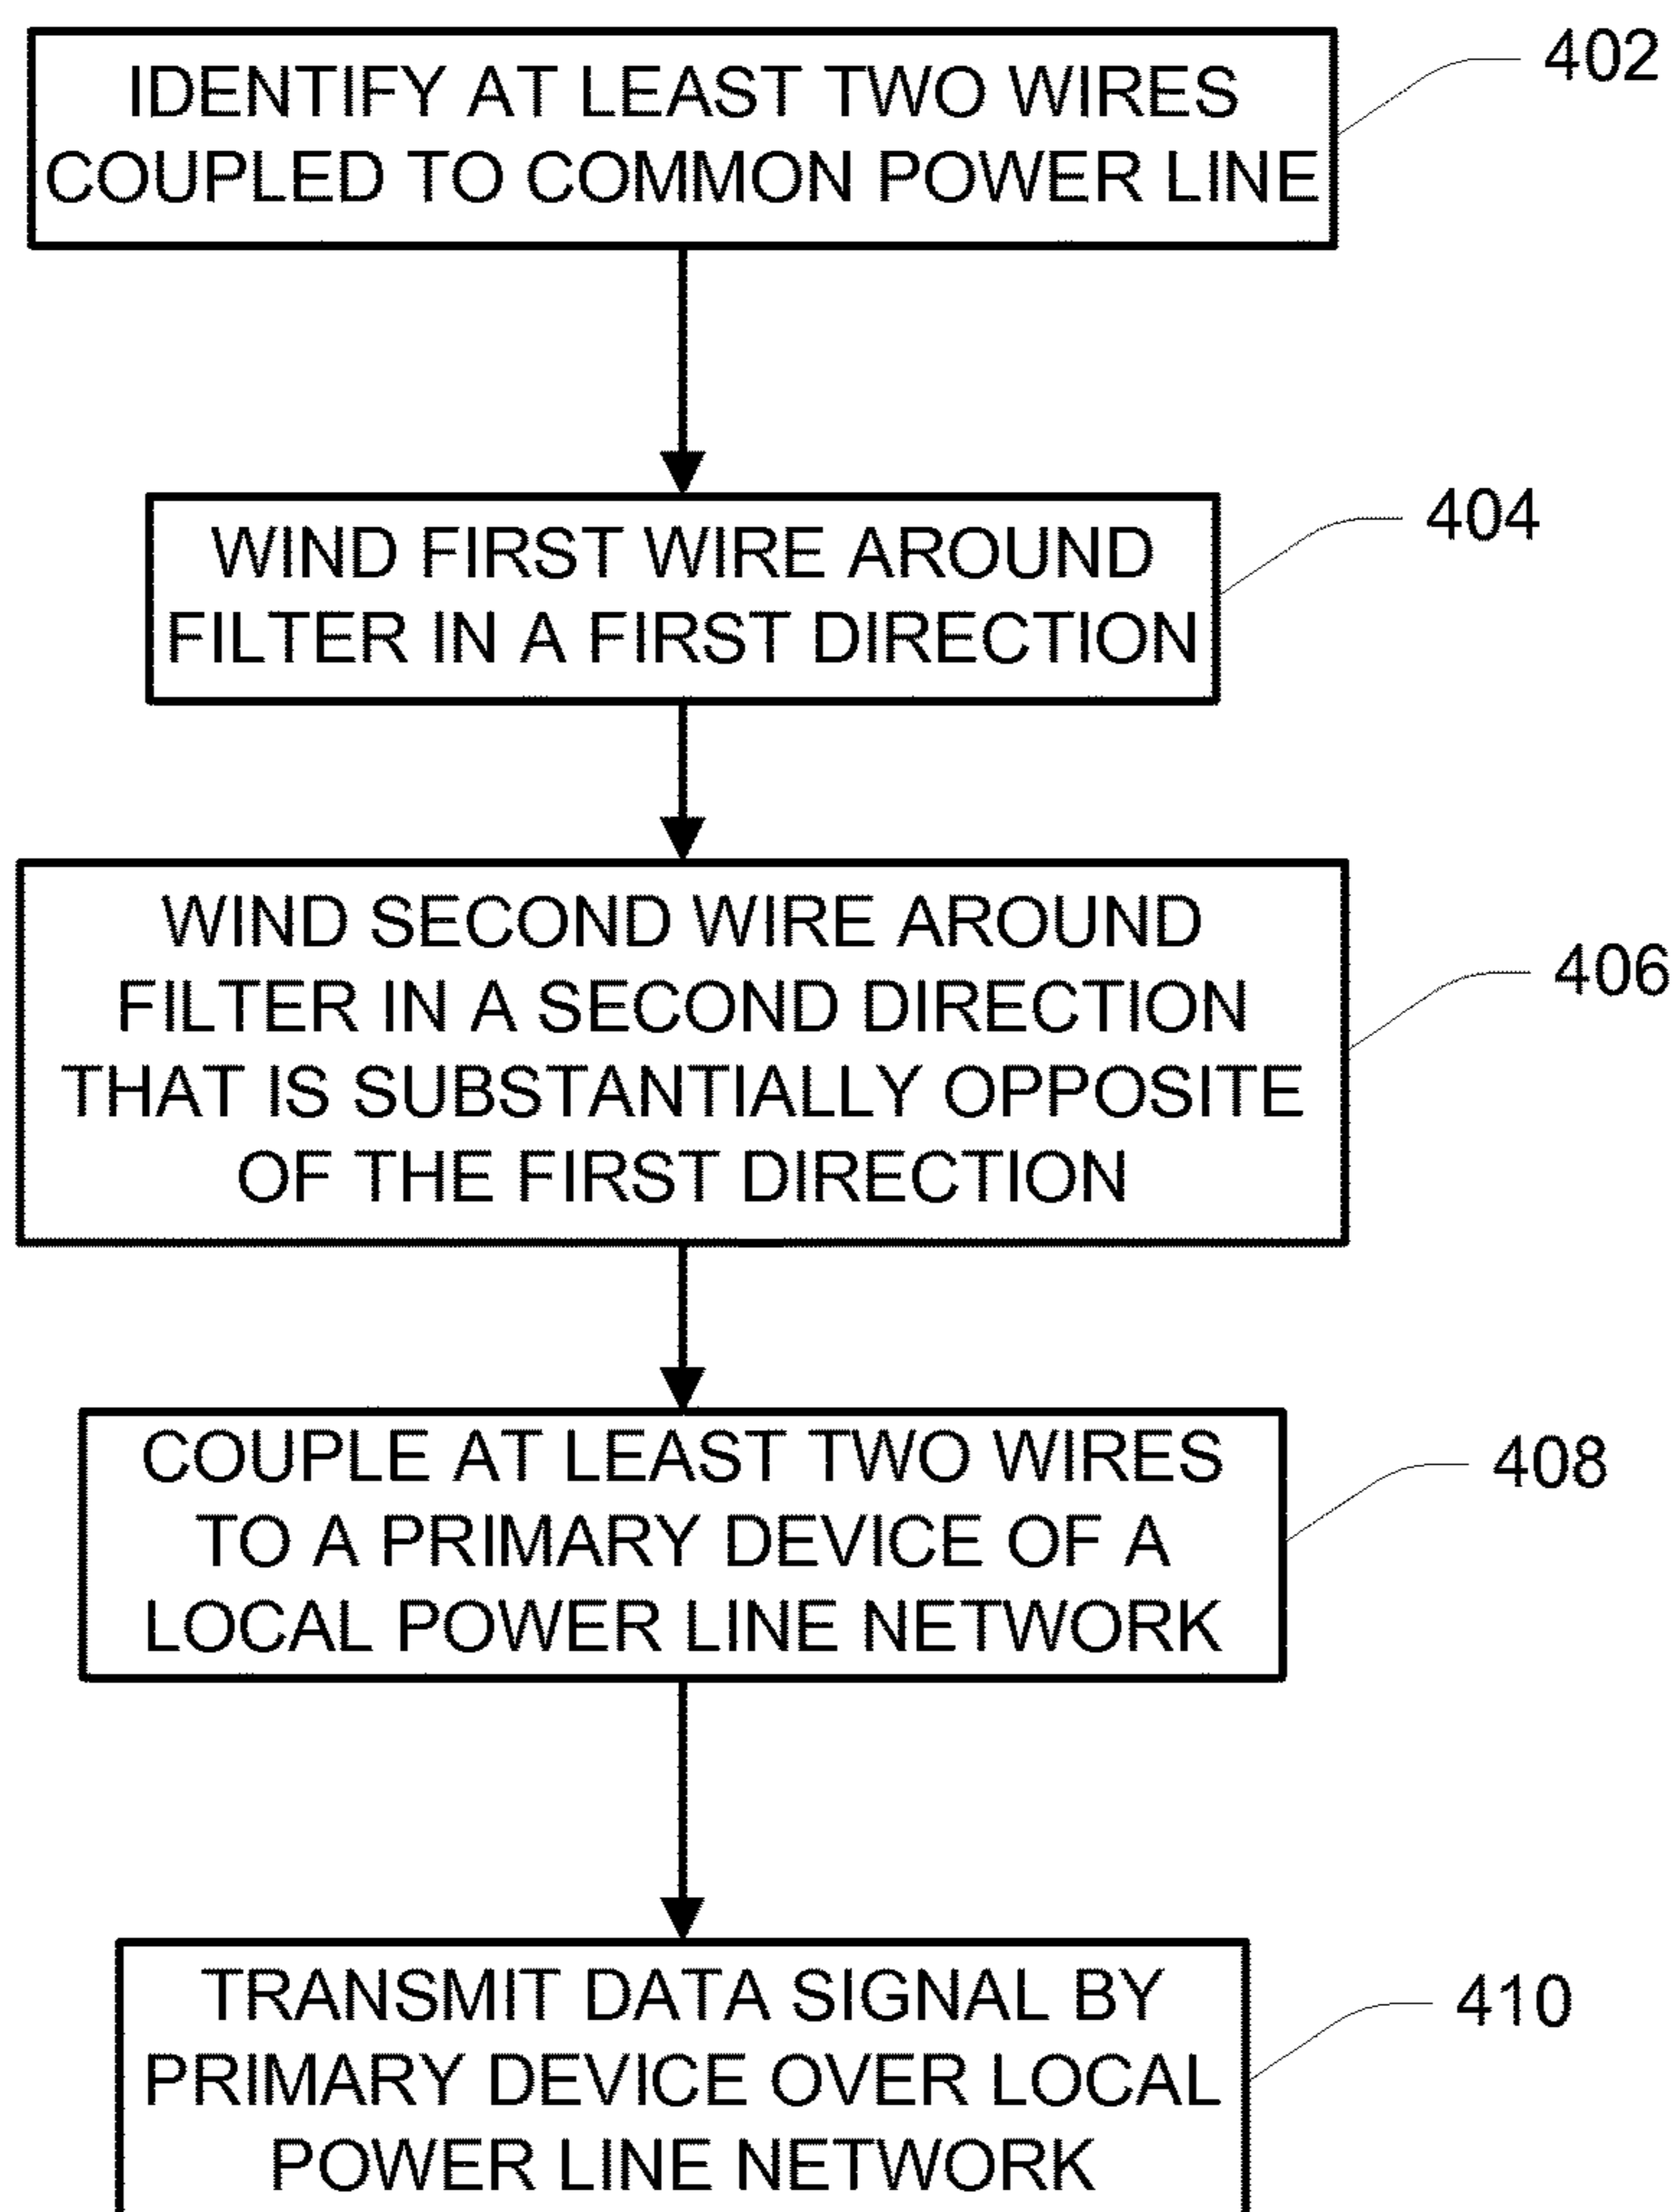 IDENTIFY AT LEAST TWO WIRES
COUPLED TO COMMON POWER LINE
402
WIND FIRST WIRE AROUND
FILTER IN A FIRST DIRECTION
404
WIND SECOND WIRE AROUND
FILTER IN A SECOND DIRECTION
THAT IS SUBSTANTIALLY OPPOSITE
OF THE FIRST DIRECTION
406
COUPLE AT LEAST TWO WIRES
TO A PRIMARY DEVICE OF A
LOCAL POWER LINE NETWORK
408
TRANSMIT DATA SIGNAL BY
PRIMARY DEVICE OVER LOCAL
POWER LINE NETWORK
410